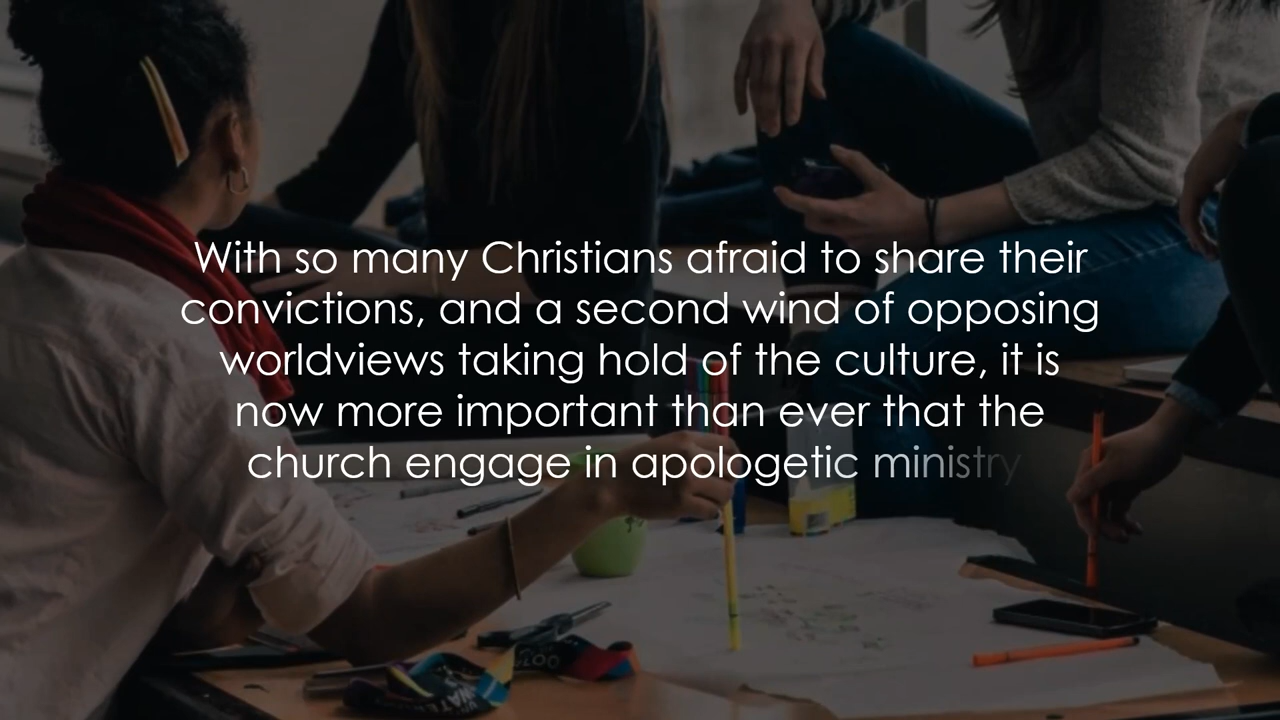 With so many Christians afraid to share their
convictions, and a second wind of opposing
worldviews taking hold of the culture, it is
now more important than ever that the
church engage in apologetic ministry